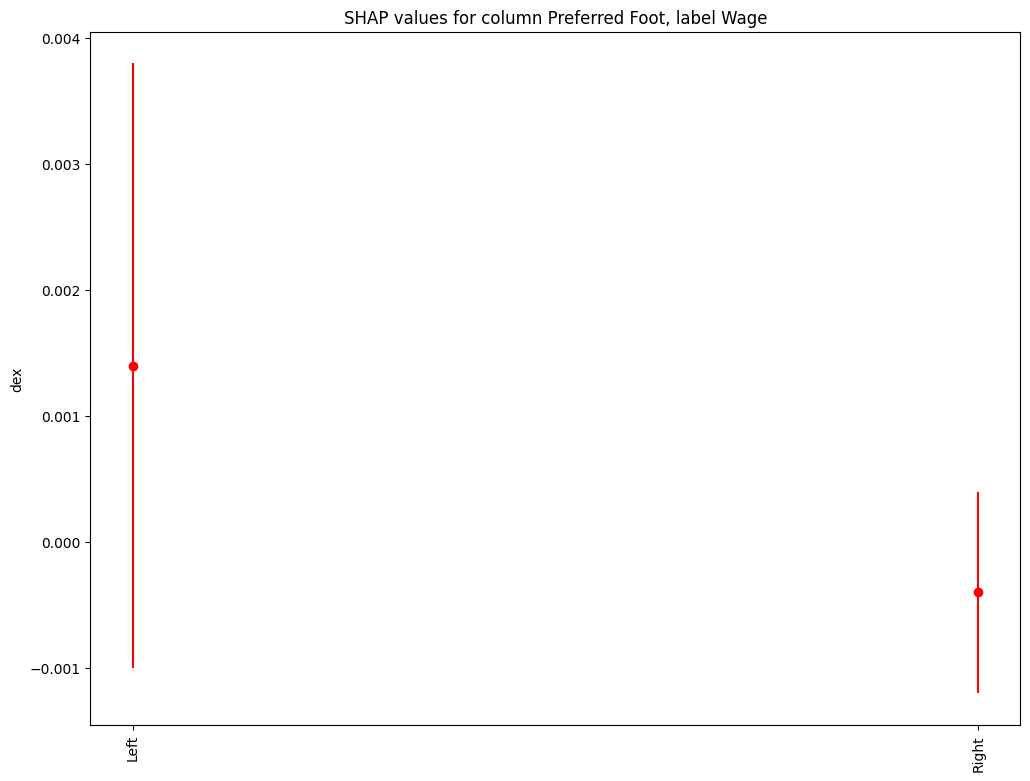 SHAP values for column Preferred Foot, label Wage
0.004
0.003
0.002
0.001
0.000
−0.001
dex
Left
Right